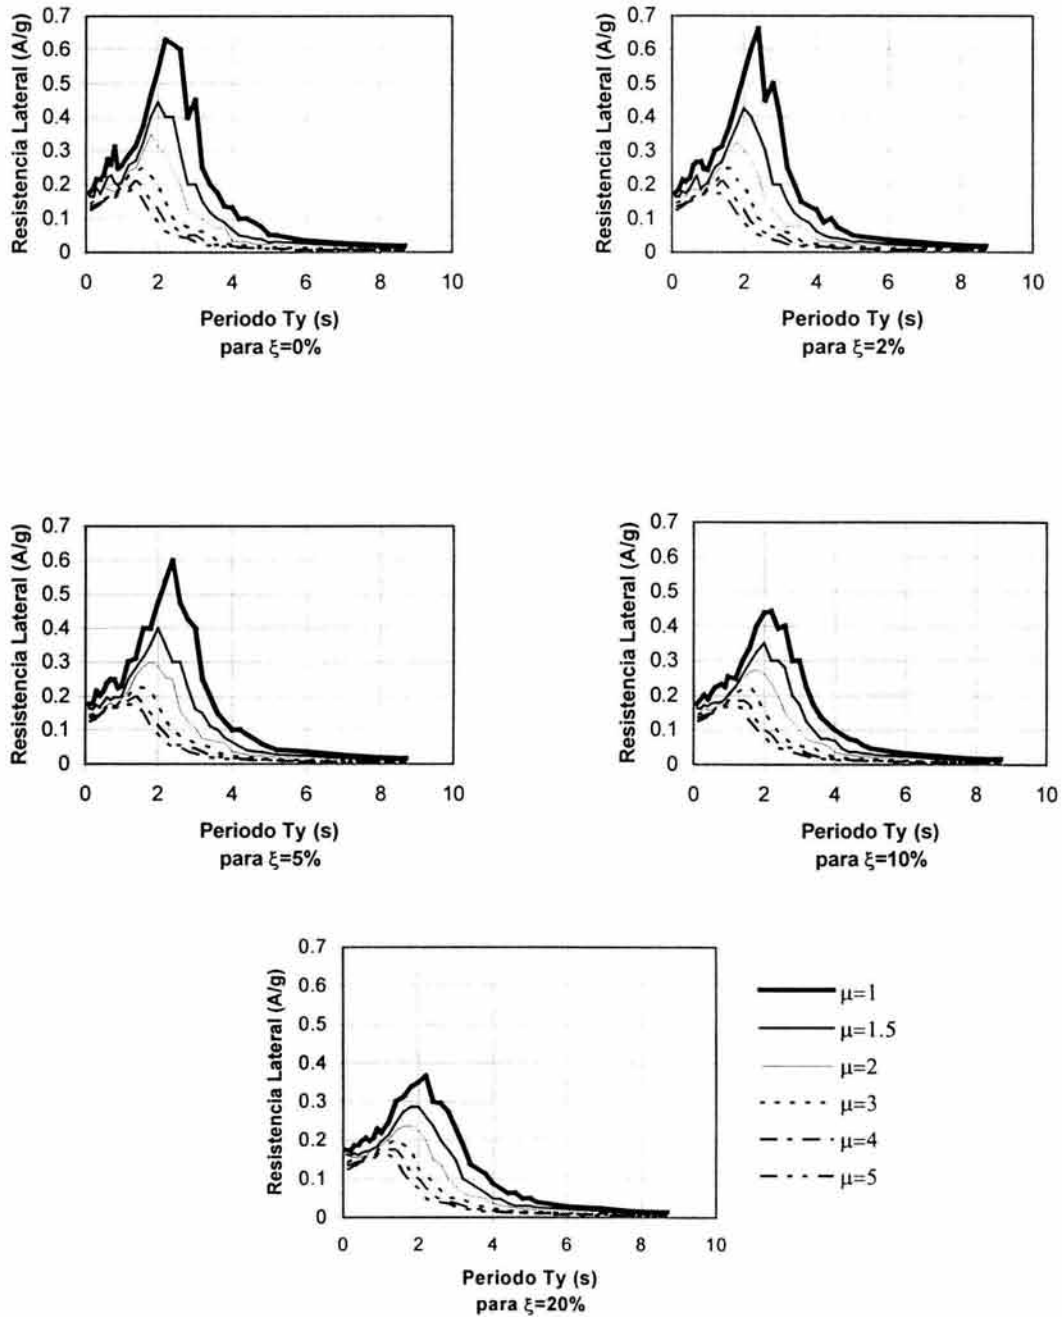 Resistencia Lateral (A/g)
0.7
0.6
0.5
0.4
0.3
0.2
0.1
0
0 2 4 6 8 10
Periodo Ty (s)
para ξ=0%
Resistencia Lateral (A/g)
0.7
0.6
0.5
0.4
0.3
0.2
0.1
0
0 2 4 6 8 10
Periodo Ty (s)
para ξ=2%
Resistencia Lateral (A/g)
0.7
0.6
0.5
0.4
0.3
0.2
0.1
0
0 2 4 6 8 10
Periodo Ty (s)
para ξ=5%
Resistencia Lateral (A/g)
0.7
0.6
0.5
0.4
0.3
0.2
0.1
0
0 2 4 6 8 10
Periodo Ty (s)
para ξ=10%
Resistencia Lateral (A/g)
0.7
0.6
0.5
0.4
0.3
0.2
0.1
0
0 2 4 6 8 10
Periodo Ty (s)
para ξ=20%
μ=1
μ=1.5
μ=2
μ=3
μ=4
μ=5